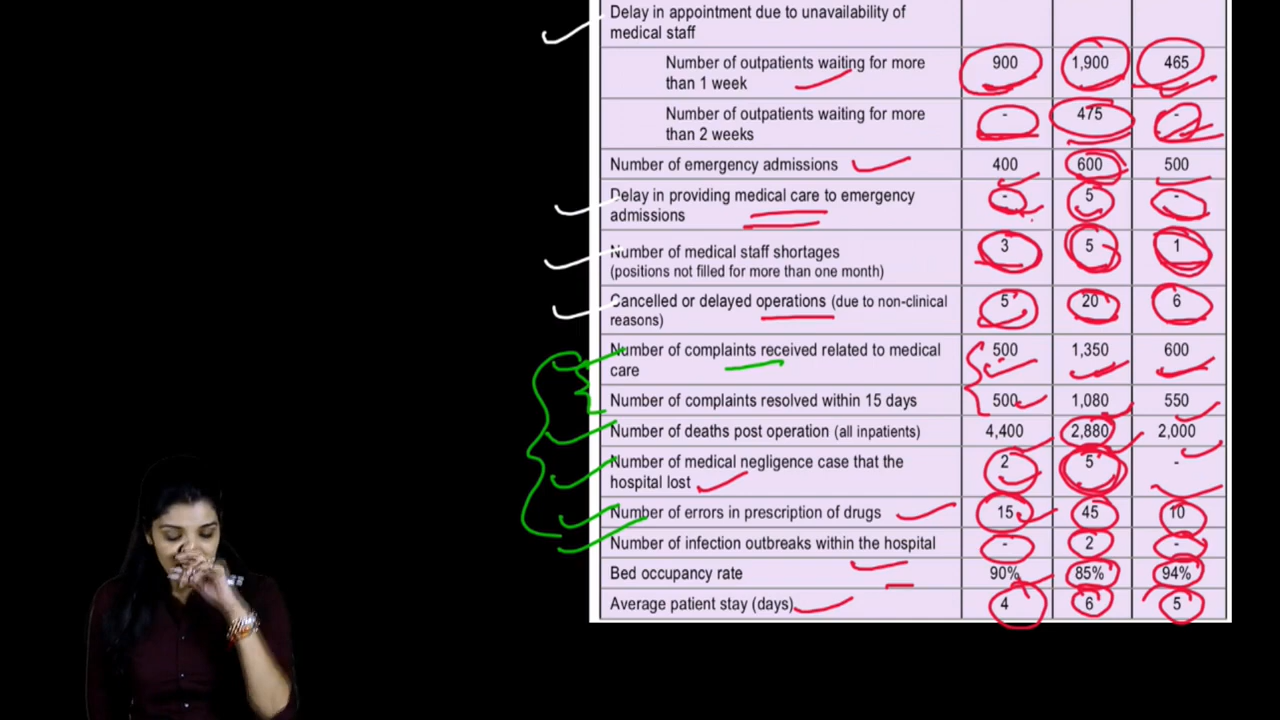 Delay in appointment due to unavailability of
medical staff
Number of outpatients waiting for more
than 1 week
900 1,900 465
Number of outpatients waiting for more
than 2 weeks
- 475 -
Number of emergency admissions 400 600 500
Delay in providing medical care to emergency
admissions
- 5 -
Number of medical staff shortages
(positions not filled for more than one month)
3 5 1
Cancelled or delayed operations (due to non-clinical
reasons)
5 20 6
Number of complaints received related to medical
care
500 1,350 600
Number of complaints resolved within 15 days 500 1,080 550
Number of deaths post operation (all inpatients) 4,400 2,880 2,000
Number of medical negligence case that the
hospital lost
2 5 -
Number of errors in prescription of drugs 15 45 10
Number of infection outbreaks within the hospital - 2 -
Bed occupancy rate 90% 85% 94%
Average patient stay (days) 4 6 5